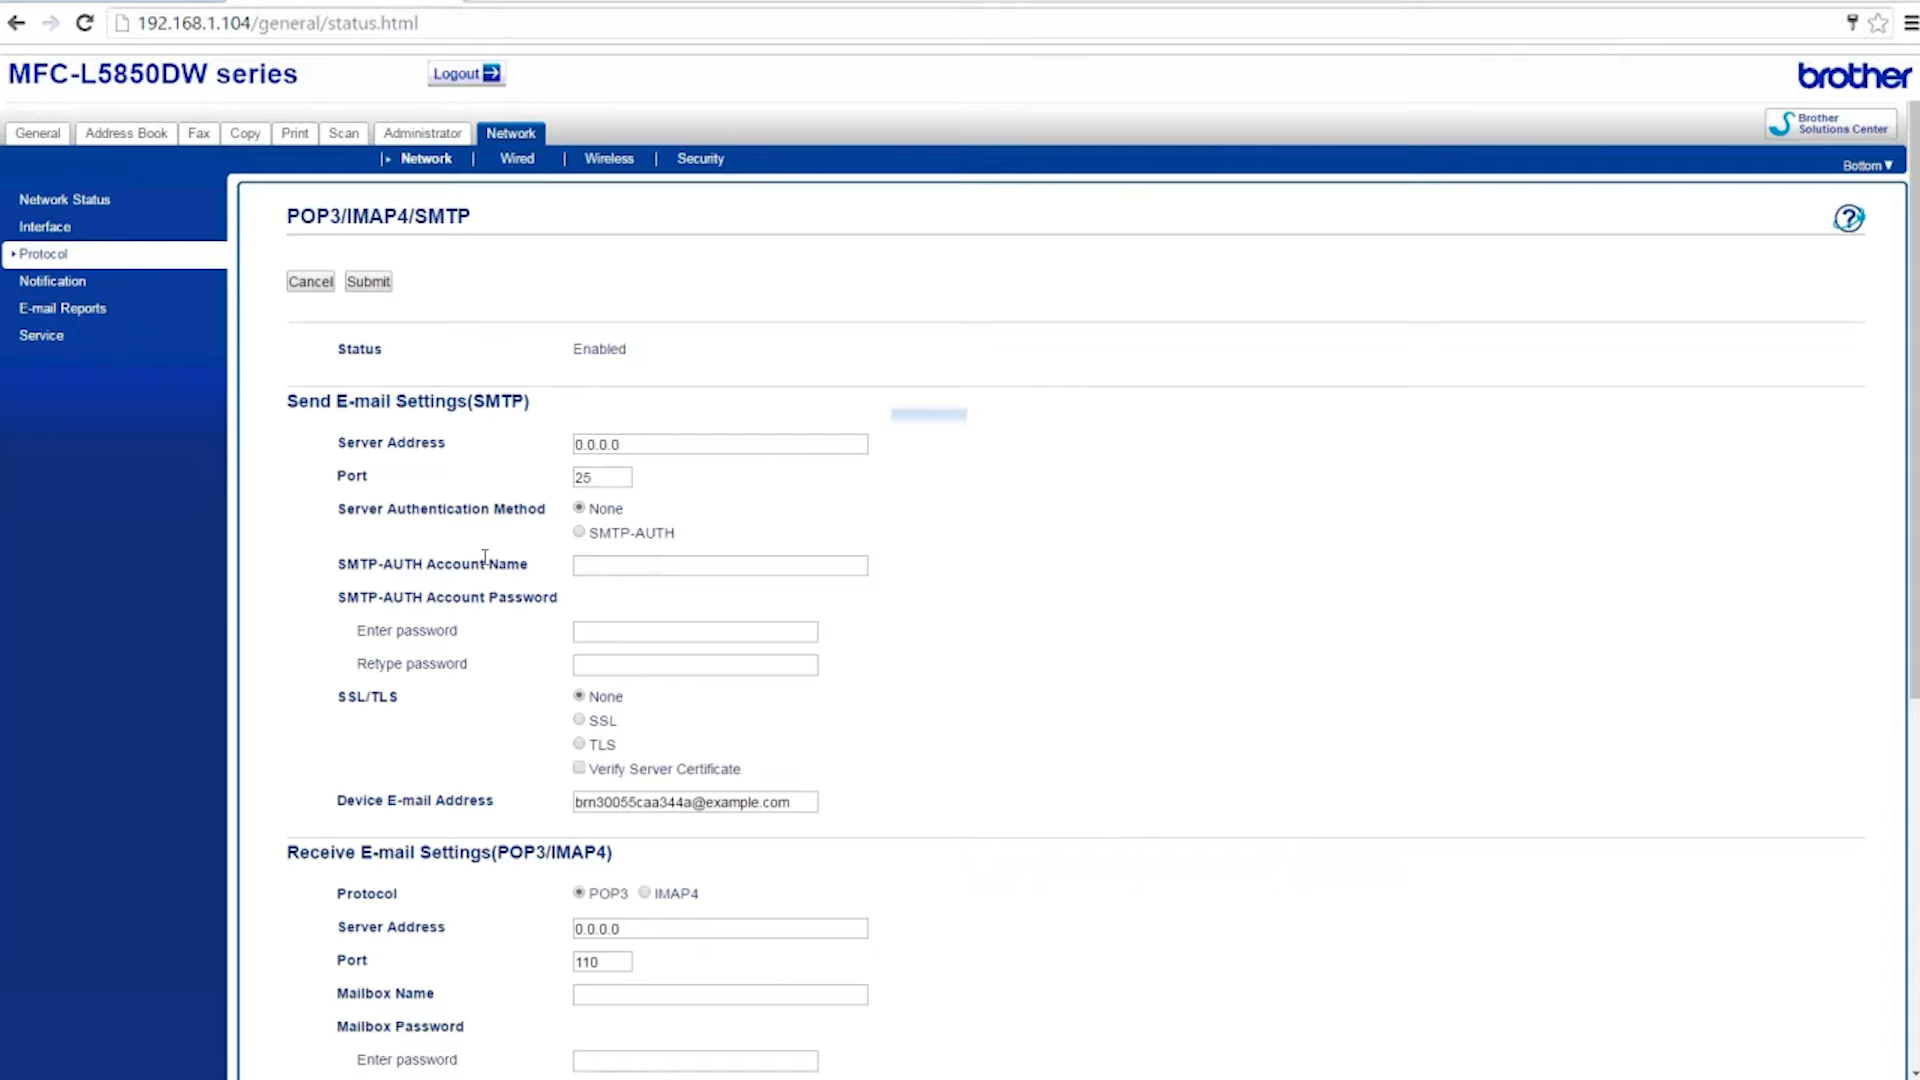 192.168.1.104/general/status.html
MFC-L5850DW series
Logout
brother
General
Address Book
Fax
Copy
Print
Scan
Administrator
Network
Brother
Solutions Center
Network
Wired
Wireless
Security
Bottom▼
Network Status
Interface
Protocol
Notification
E-mail Reports
Service
POP3/IMAP4/SMTP
Cancel
Submit
Status Enabled
Send E-mail Settings(SMTP)
Server Address 0.0.0.0
Port 25
Server Authentication Method None
SMTP-AUTH
SMTP-AUTH Account Name
SMTP-AUTH Account Password
Enter password
Retype password
SSL/TLS None
SSL
TLS
Verify Server Certificate
Device E-mail Address brn30055caa344a@example.com
Receive E-mail Settings(POP3/IMAP4)
Protocol POP3 IMAP4
Server Address 0.0.0.0
Port 110
Mailbox Name
Mailbox Password
Enter password